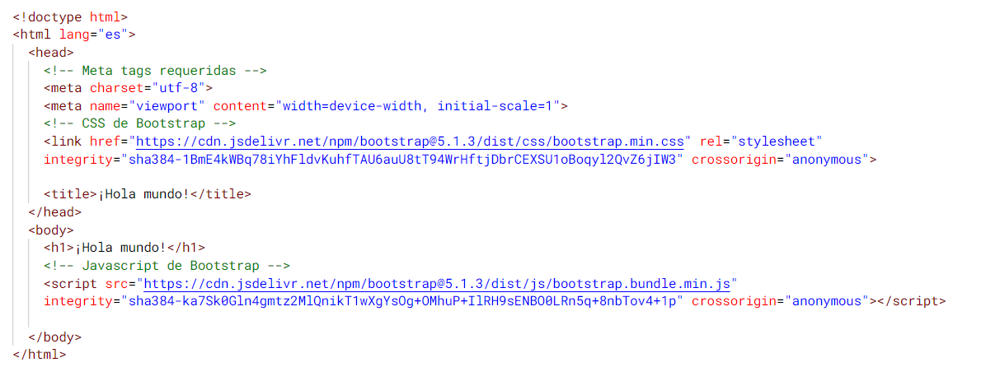 <!doctype html>
<html lang="es">
<head>
<!-- Meta tags requeridas -->
<meta charset="utf-8">
<meta name="viewport" content="width=device-width, initial-scale=1">
<!-- CSS de Bootstrap -->
<link href="https://cdn.jsdelivr.net/npm/bootstrap@5.1.3/dist/css/bootstrap.min.css" rel="stylesheet"
integrity="sha384-1BmE4kWBq78iYhFldvKuhfTAU6auU8tT94WrHftjDbrCEXSU1oBoqyl2QvZ6jIW3" crossorigin="anonymous">
<title>¡Hola mundo!</title>
</head>
<body>
<h1>¡Hola mundo!</h1>
<!-- Javascript de Bootstrap -->
<script src="https://cdn.jsdelivr.net/npm/bootstrap@5.1.3/dist/js/bootstrap.bundle.min.js"
integrity="sha384-ka7Sk0Gln4gmtz2MlQnikT1wXgYsOg+OMhuP+IlRH9sENBO0LRn5q+8nbTov4+1p" crossorigin="anonymous"></script>
</body>
</html>